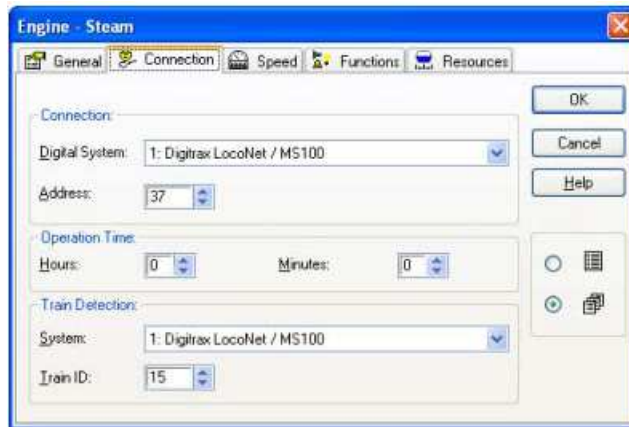 Engine - Steam
General Connection Speed Functions Resources
Connection:
Digital System: 1: Digitrax LocoNet / MS100
Address: 37
Operation Time:
Hours: 0 Minutes: 0
Train Detection:
System: 1: Digitrax LocoNet / MS100
Train ID: 15
OK
Cancel
Help